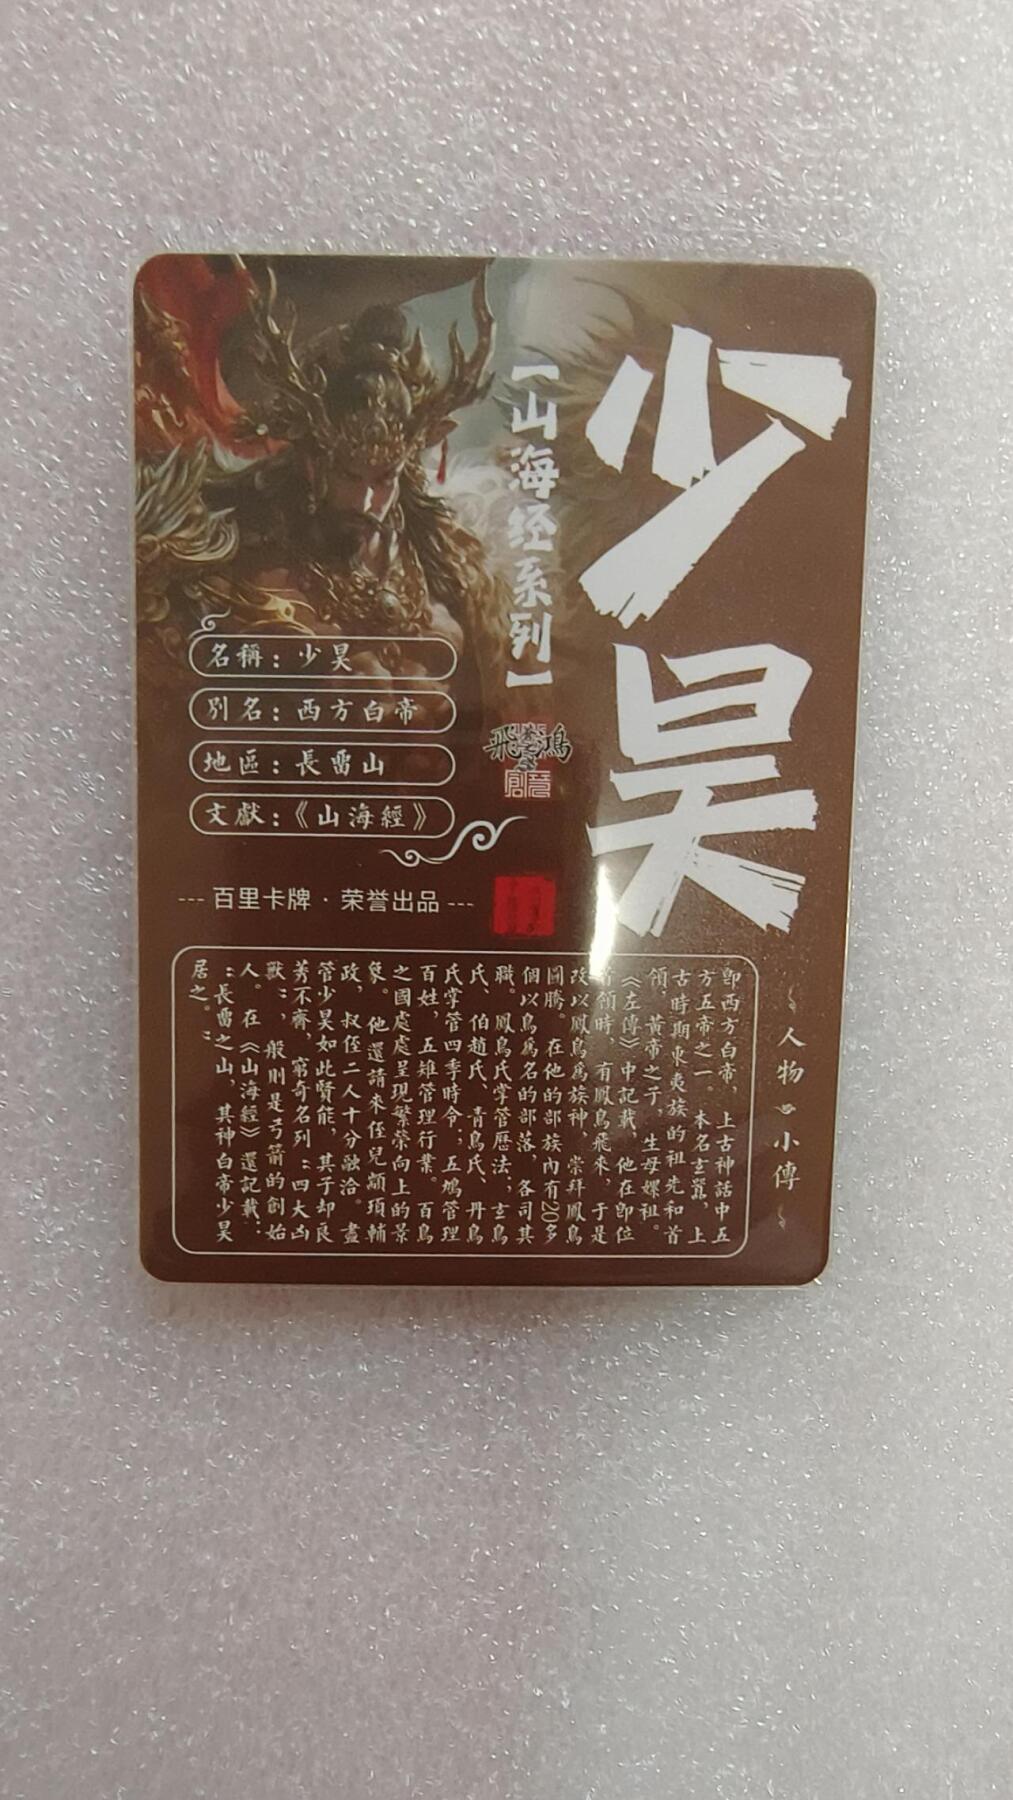 少昊
【山海经系列】
飛鴻
名稱：少昊
別名：西方白帝
地區：長畱山
文獻：《山海經》
--- 百里卡牌 · 荣誉出品 ---
人物小傳
卽西方白帝，上古神話中五
方五帝之一。本名玄囂，上
古時期東夷族的祖先和首
領，黃帝之子，生母嫘祖。
《左傳》中記載，他在卽位
首領時，有鳳鳥飛來，于是
改以鳳鳥爲族神，崇拜鳳鳥
圖騰。在他的部族內有20多
個以鳥爲名的部落，各司其
職。鳳鳥氏掌管歷法；玄鳥
氏、伯趙氏、青鳥氏、丹鳥
氏掌管四季時令；五鳩管理
百姓，五雉管理行業。百鳥
之國處處呈現繁榮向上的景
象。他還請來侄兒顓頊輔
政，叔侄二人十分融洽。盡
管少昊如此賢能，其子却良
莠不齊，窮奇名列“四大凶
獸”，般則是弓箭的創始
人。在《山海經》還記載：
“長畱之山，其神白帝少昊
居之。”